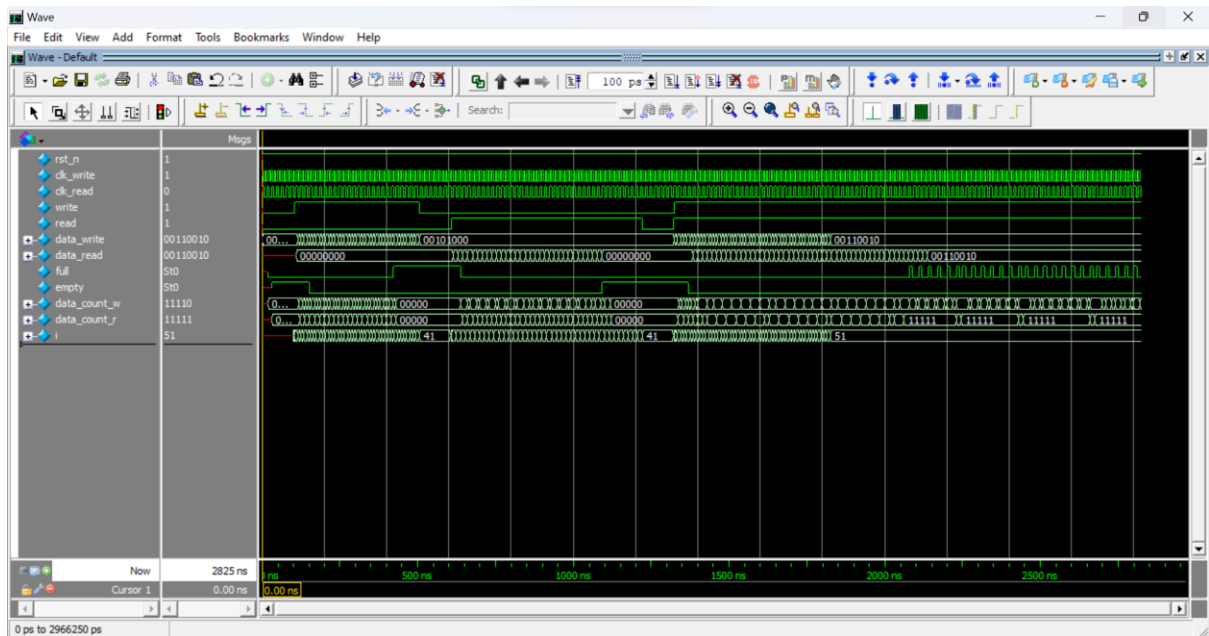 Wave
File Edit View Add Format Tools Bookmarks Window Help
Wave - Default
100 ps
Search:
Msgs
rst_n 1
clk_write 1
clk_read 0
write 1
read 1
data_write 00110010 00... 00101000 00110010
data_read 00110010 00000000 00000000 00110010
full St0
empty St0
data_count_w 11110 0... 00000 00000
data_count_r 11111 0... 00000 00000 11111 11111 11111 11111
i 51 41 41 51
Now 2825 ns ns 500 ns 1000 ns 1500 ns 2000 ns 2500 ns
Cursor 1 0.00 ns 0.00 ns
0 ps to 2966250 ps